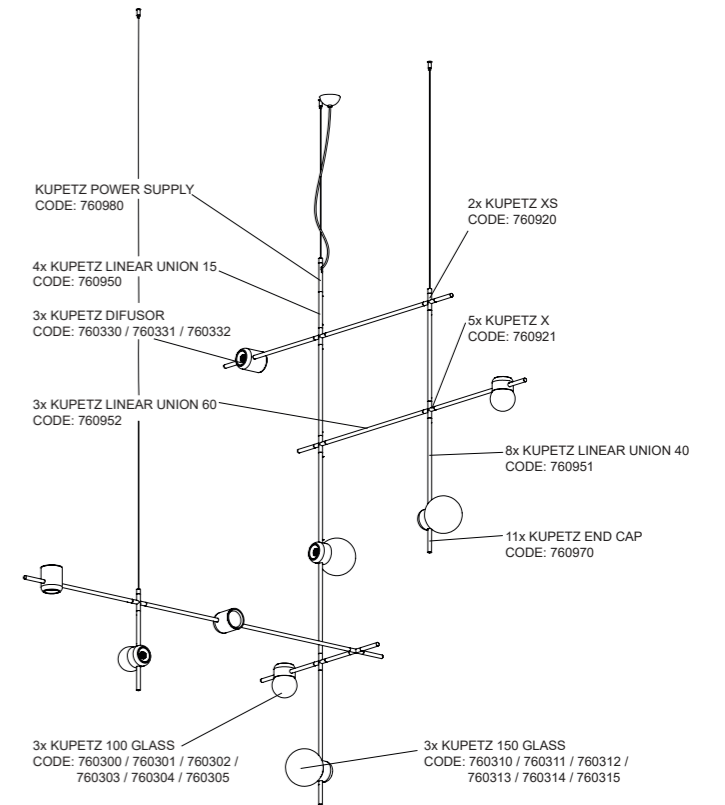 KUPETZ POWER SUPPLY
CODE: 760980
2x KUPETZ XS
CODE: 760920
4x KUPETZ LINEAR UNION 15
CODE: 760950
3x KUPETZ DIFUSOR
CODE: 760330 / 760331 / 760332
5x KUPETZ X
CODE: 760921
3x KUPETZ LINEAR UNION 60
CODE: 760952
8x KUPETZ LINEAR UNION 40
CODE: 760951
11x KUPETZ END CAP
CODE: 760970
3x KUPETZ 100 GLASS
CODE: 760300 / 760301 / 760302 /
760303 / 760304 / 760305
3x KUPETZ 150 GLASS
CODE: 760310 / 760311 / 760312 /
760313 / 760314 / 760315